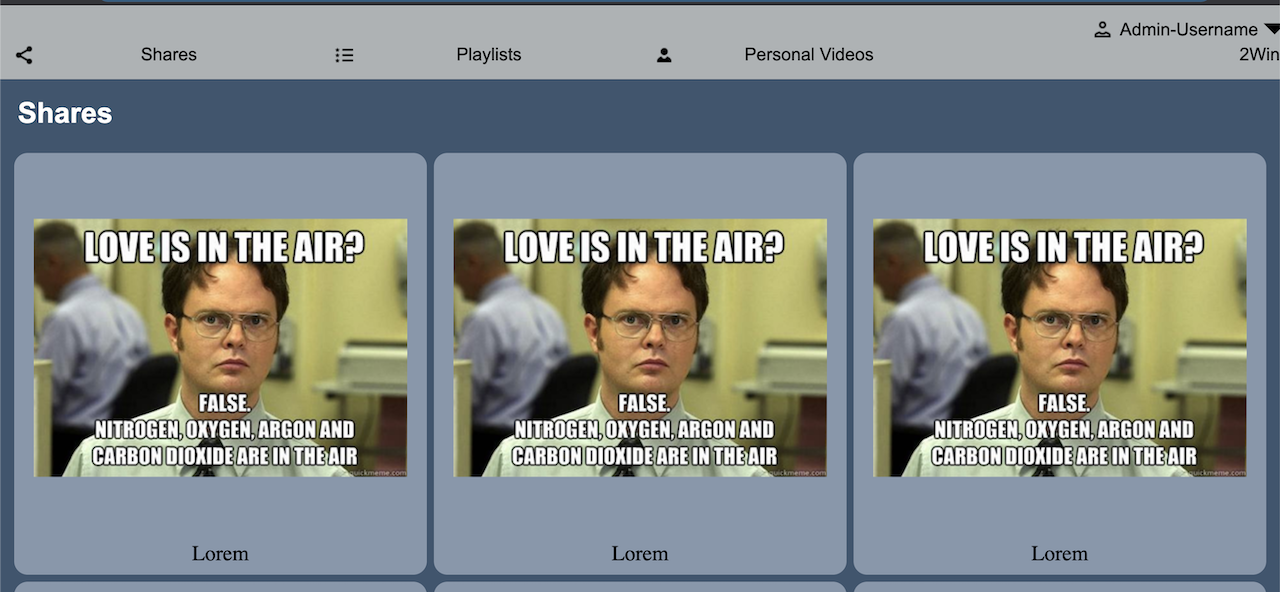 Admin-Username
Shares
Playlists
Personal Videos
2Win
Shares
LOVE IS IN THE AIR?
FALSE.
NITROGEN, OXYGEN, ARGON AND
CARBON DIOXIDE ARE IN THE AIR
quickmeme.com
Lorem
LOVE IS IN THE AIR?
FALSE.
NITROGEN, OXYGEN, ARGON AND
CARBON DIOXIDE ARE IN THE AIR
quickmeme.com
Lorem
LOVE IS IN THE AIR?
FALSE.
NITROGEN, OXYGEN, ARGON AND
CARBON DIOXIDE ARE IN THE AIR
quickmeme.com
Lorem